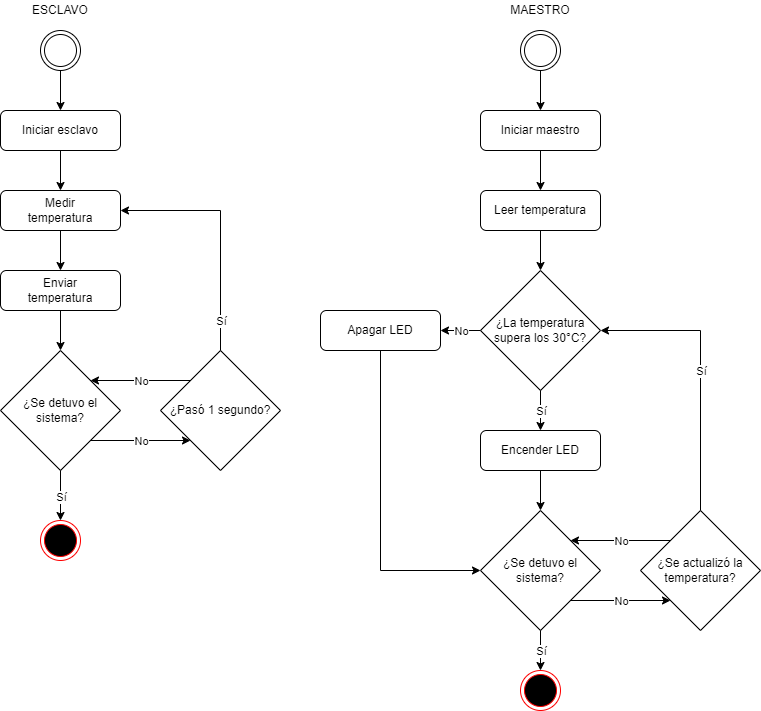 ESCLAVO
Iniciar esclavo
Medir
temperatura
Enviar
temperatura
Sí
¿Se detuvo el
sistema?
No
No
¿Pasó 1 segundo?
Sí
MAESTRO
Iniciar maestro
Leer temperatura
¿La temperatura
supera los 30°C?
No
Apagar LED
Sí
Encender LED
Sí
¿Se detuvo el
sistema?
No
No
¿Se actualizó la
temperatura?
Sí